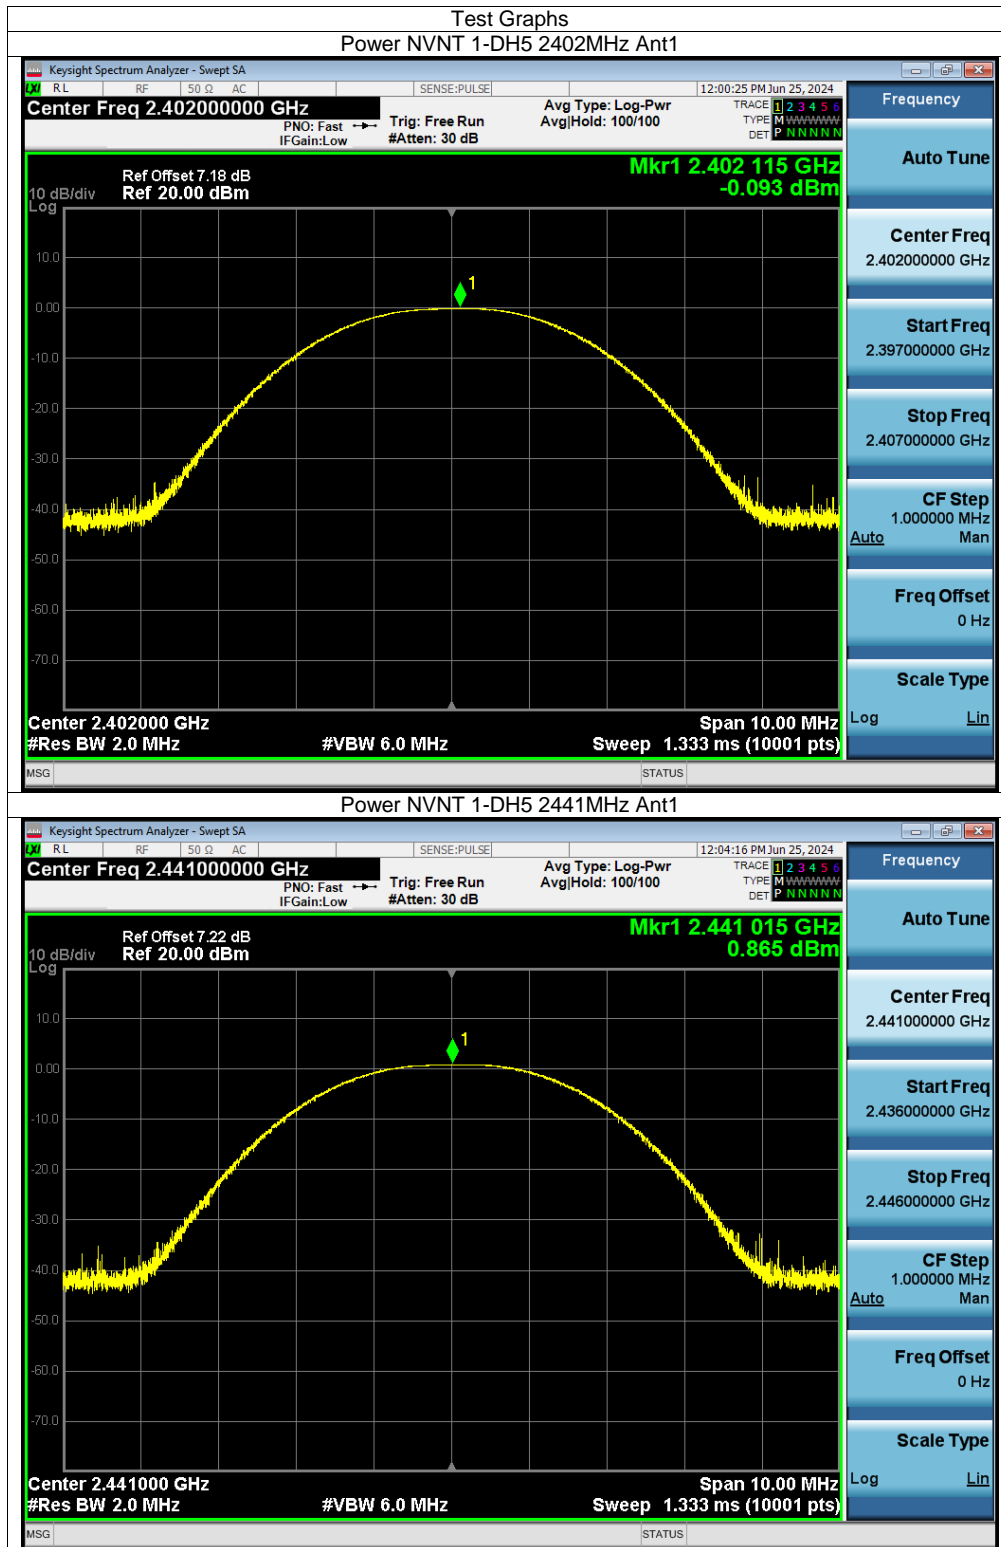 Test Graphs
Power NVNT 1-DH5 2402MHz Ant1
Keysight Spectrum Analyzer - Swept SA
LXI RL RF 50 Ω AC SENSE:PULSE 12:00:25 PM Jun 25, 2024
Center Freq 2.402000000 GHz
PNO: Fast
IFGain:Low
Trig: Free Run
#Atten: 30 dB
Avg Type: Log-Pwr
Avg|Hold: 100/100
TRACE 1 2 3 4 5 6
TYPE M WWWWW
DET P N N N N N
Frequency
Mkr1 2.402 115 GHz
-0.093 dBm
Ref Offset 7.18 dB
10 dB/div Ref 20.00 dBm
Log
1
10.0
0.00
-10.0
-20.0
-30.0
-40.0
-50.0
-60.0
-70.0
Center 2.402000 GHz Span 10.00 MHz
#Res BW 2.0 MHz #VBW 6.0 MHz Sweep 1.333 ms (10001 pts)
MSG STATUS
Auto Tune
Center Freq
2.402000000 GHz
Start Freq
2.397000000 GHz
Stop Freq
2.407000000 GHz
CF Step
1.000000 MHz
Auto Man
Freq Offset
0 Hz
Scale Type
Log Lin
Power NVNT 1-DH5 2441MHz Ant1
Keysight Spectrum Analyzer - Swept SA
LXI RL RF 50 Ω AC SENSE:PULSE 12:04:16 PM Jun 25, 2024
Center Freq 2.441000000 GHz
PNO: Fast
IFGain:Low
Trig: Free Run
#Atten: 30 dB
Avg Type: Log-Pwr
Avg|Hold: 100/100
TRACE 1 2 3 4 5 6
TYPE M WWWWW
DET P N N N N N
Frequency
Mkr1 2.441 015 GHz
0.865 dBm
Ref Offset 7.22 dB
10 dB/div Ref 20.00 dBm
Log
1
10.0
0.00
-10.0
-20.0
-30.0
-40.0
-50.0
-60.0
-70.0
Center 2.441000 GHz Span 10.00 MHz
#Res BW 2.0 MHz #VBW 6.0 MHz Sweep 1.333 ms (10001 pts)
MSG STATUS
Auto Tune
Center Freq
2.441000000 GHz
Start Freq
2.436000000 GHz
Stop Freq
2.446000000 GHz
CF Step
1.000000 MHz
Auto Man
Freq Offset
0 Hz
Scale Type
Log Lin